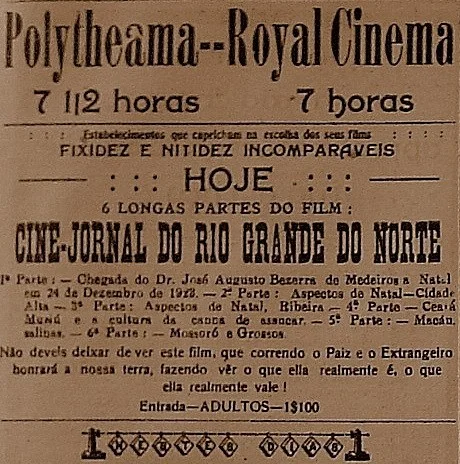 Polytheama--Royal Cinema
7 1|2 horas 7 horas
: : : Estabelecimentos que capricham na escolha dos seus films : : : :
FIXIDEZ E NITIDEZ INCOMPARAVEIS
: : : HOJE : : :
6 LONGAS PARTES DO FILM :
CINE-JORNAL DO RIO GRANDE DO NORTE
1ª Parte : — Chegada do Dr. José Augusto Bezerra de Medeiros a Natal
em 24 de Dezembro de 1923. — 2ª Parte : Aspectos de Natal—Cidade
Alta — 3ª Parte : Aspectos de Natal, Ribeira — 4ª Parte — Ceará
Mirim e a cultura da canna de assucar. — 5ª Parte : — Macáu,
salinas. — 6ª Parte : — Mossoró e Grossos.
Não deveis deixar de ver este film, que correndo o Paiz e o Extrangeiro
honrará a nossa terra, fazendo vêr o que ella realmente é, o que
ella realmente vale !
Entrada—ADULTOS—1$100
NESTES DIAS